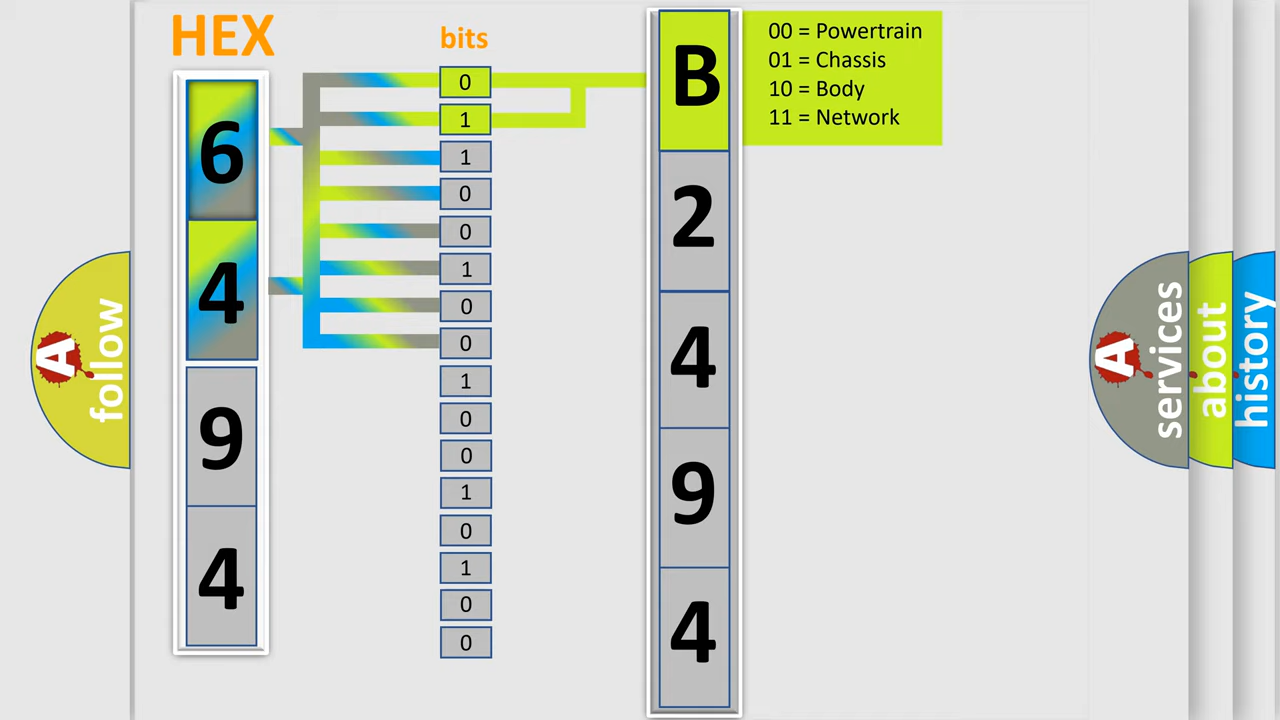 HEX
bits
6
4
9
4
0
1
1
0
0
1
0
0
1
0
0
1
0
1
0
0
B
2
4
9
4
00 = Powertrain
01 = Chassis
10 = Body
11 = Network
A
follow
A
services
about
history